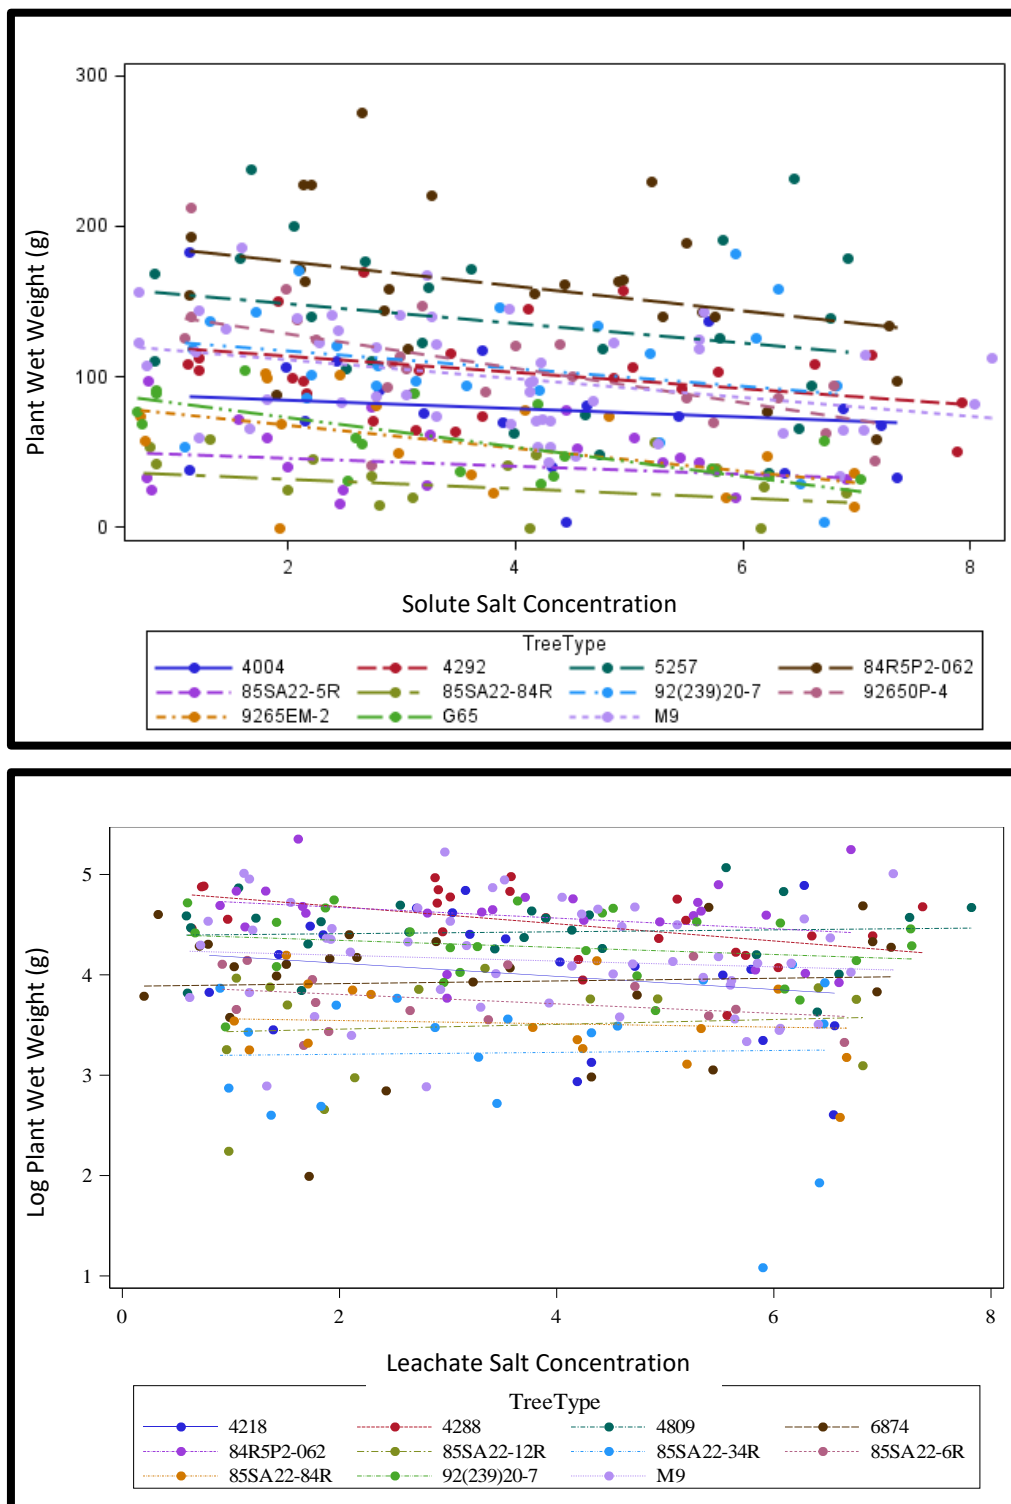 300
200
100
0
Plant Wet Weight (g)
2 4 6 8
Solute Salt Concentration
TreeType
4004 4292 5257 84R5P2-062
85SA22-5R 85SA22-84R 92(239)20-7 92650P-4
9265EM-2 G65 M9
5
4
3
2
1
Log Plant Wet Weight (g)
0 2 4 6 8
Leachate Salt Concentration
TreeType
4218 4288 4809 6874
84R5P2-062 85SA22-12R 85SA22-34R 85SA22-6R
85SA22-84R 92(239)20-7 M9